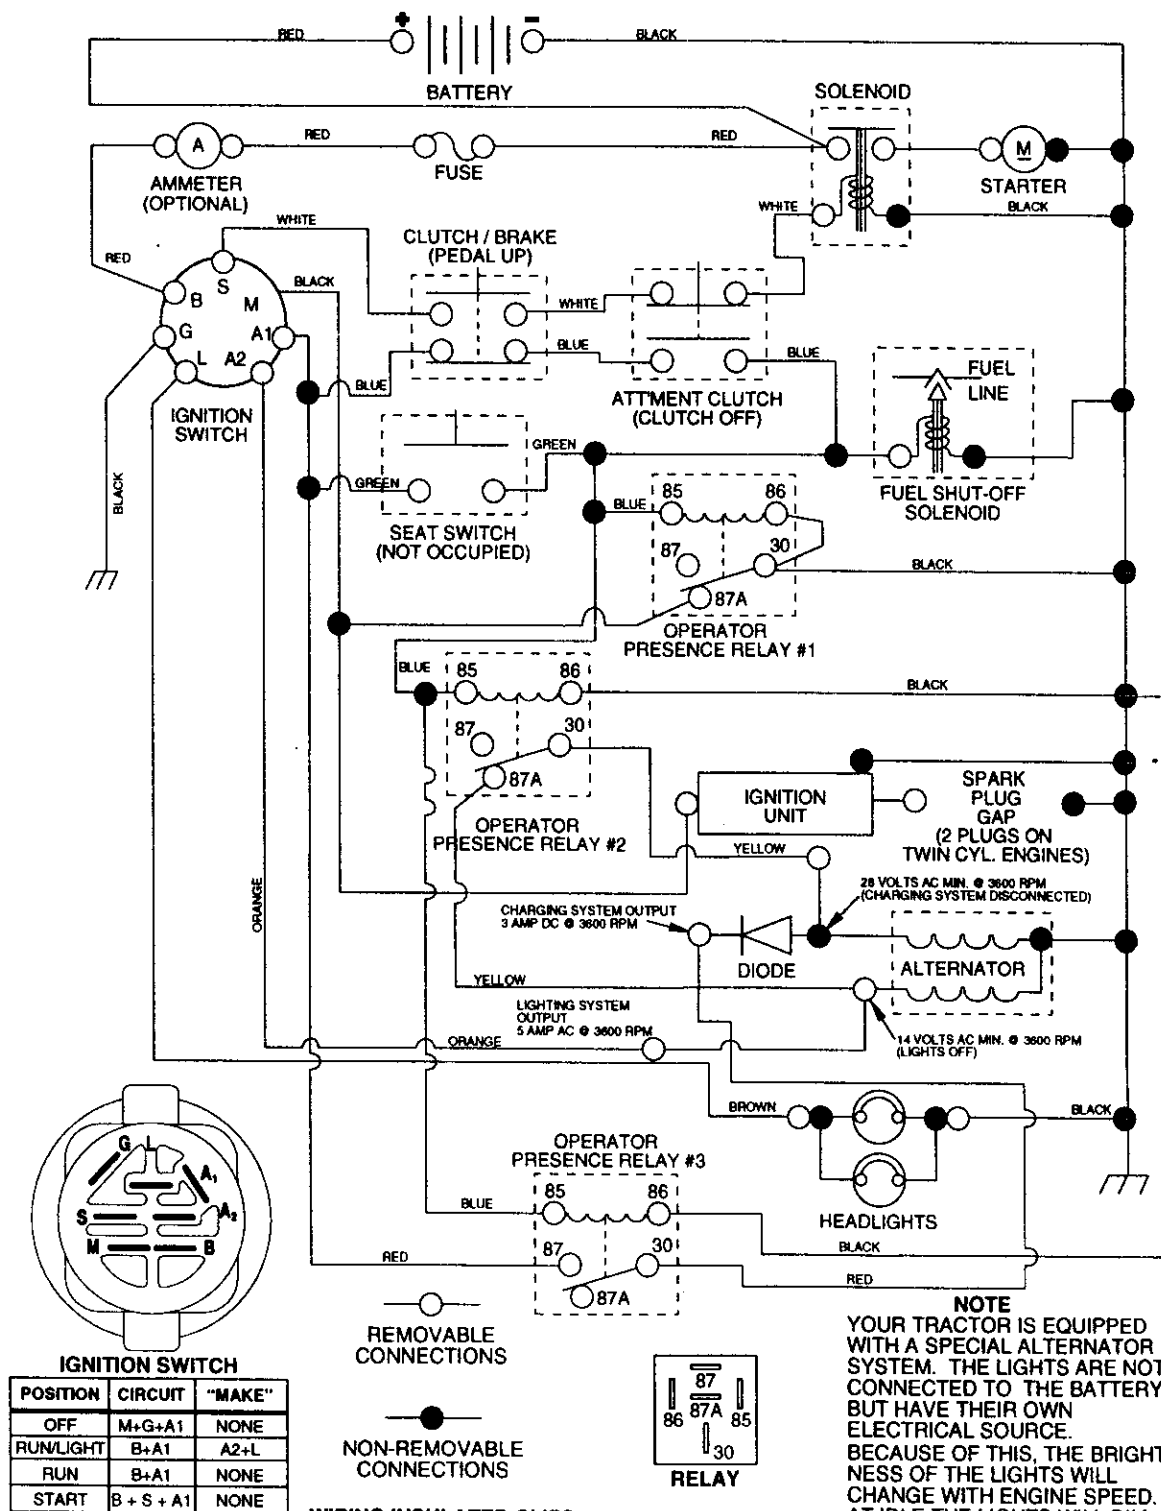 + -
RED
BLACK
BATTERY
SOLENOID
A
RED
RED
M
AMMETER
(OPTIONAL)
FUSE
STARTER
WHITE
WHITE
BLACK
CLUTCH / BRAKE
(PEDAL UP)
RED
BLACK
S
B
M
G
A1
L
A2
WHITE
BLUE
BLUE
BLUE
IGNITION
SWITCH
ATT'MENT CLUTCH
(CLUTCH OFF)
FUEL
LINE
GREEN
GREEN
BLACK
SEAT SWITCH
(NOT OCCUPIED)
FUEL SHUT-OFF
SOLENOID
BLUE
85
86
87
30
87A
BLACK
OPERATOR
PRESENCE RELAY #1
BLUE
85
86
BLACK
87
30
87A
OPERATOR
PRESENCE RELAY #2
IGNITION
UNIT
SPARK
PLUG
GAP
(2 PLUGS ON
TWIN CYL. ENGINES)
YELLOW
ORANGE
28 VOLTS AC MIN. @ 3600 RPM
(CHARGING SYSTEM DISCONNECTED)
CHARGING SYSTEM OUTPUT
3 AMP DC @ 3600 RPM
DIODE
ALTERNATOR
YELLOW
LIGHTING SYSTEM
OUTPUT
5 AMP AC @ 3600 RPM
ORANGE
14 VOLTS AC MIN. @ 3600 RPM
(LIGHTS OFF)
BROWN
BLACK
HEADLIGHTS
OPERATOR
PRESENCE RELAY #3
BLUE
85
86
87
30
87A
BLACK
RED
RED
G L
A1
A2
S
M
B
IGNITION SWITCH
POSITION CIRCUIT "MAKE"
OFF M+G+A1 NONE
RUN/LIGHT B+A1 A2+L
RUN B+A1 NONE
START B + S + A1 NONE
REMOVABLE
CONNECTIONS
NON-REMOVABLE
CONNECTIONS
87
87A
86
85
30
RELAY
NOTE
YOUR TRACTOR IS EQUIPPED
WITH A SPECIAL ALTERNATOR
SYSTEM. THE LIGHTS ARE NOT
CONNECTED TO THE BATTERY
BUT HAVE THEIR OWN
ELECTRICAL SOURCE.
BECAUSE OF THIS, THE BRIGHT
NESS OF THE LIGHTS WILL
CHANGE WITH ENGINE SPEED.